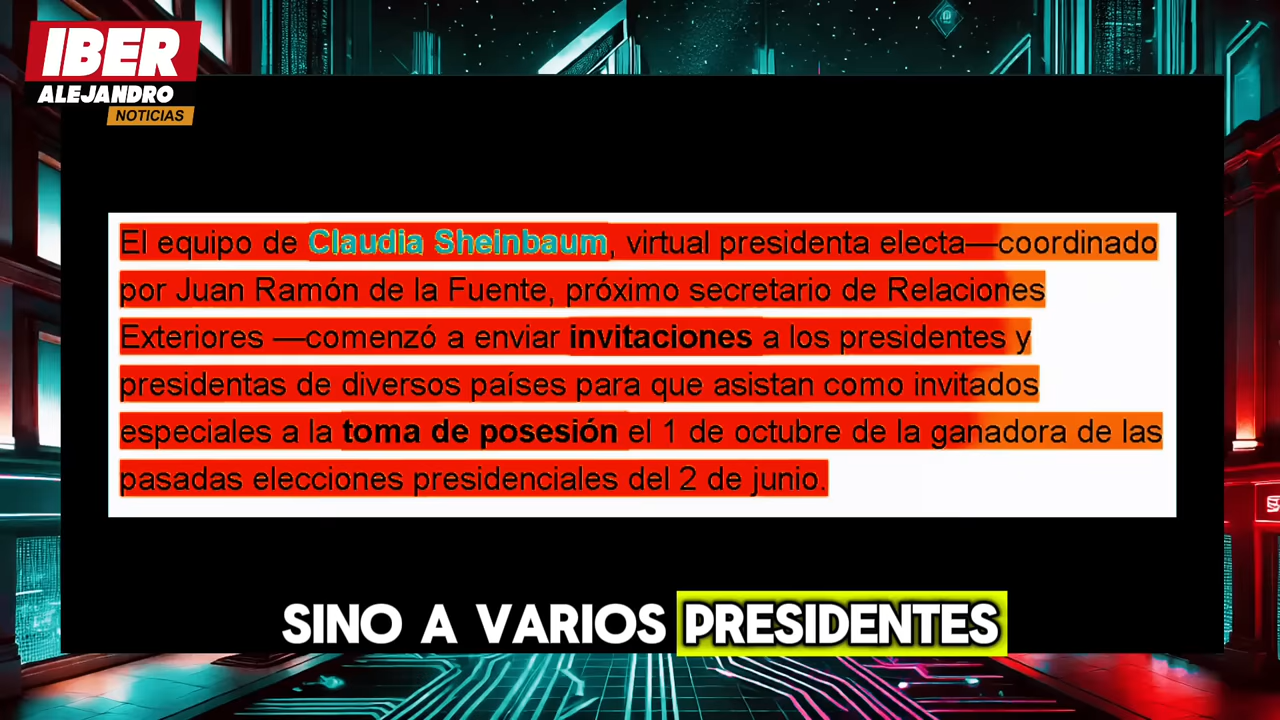 IBER
ALEJANDRO
NOTICIAS
El equipo de Claudia Sheinbaum, virtual presidenta electa—coordinado
por Juan Ramón de la Fuente, próximo secretario de Relaciones
Exteriores —comenzó a enviar invitaciones a los presidentes y
presidentas de diversos países para que asistan como invitados
especiales a la toma de posesión el 1 de octubre de la ganadora de las
pasadas elecciones presidenciales del 2 de junio.
SINO A VARIOS PRESIDENTES